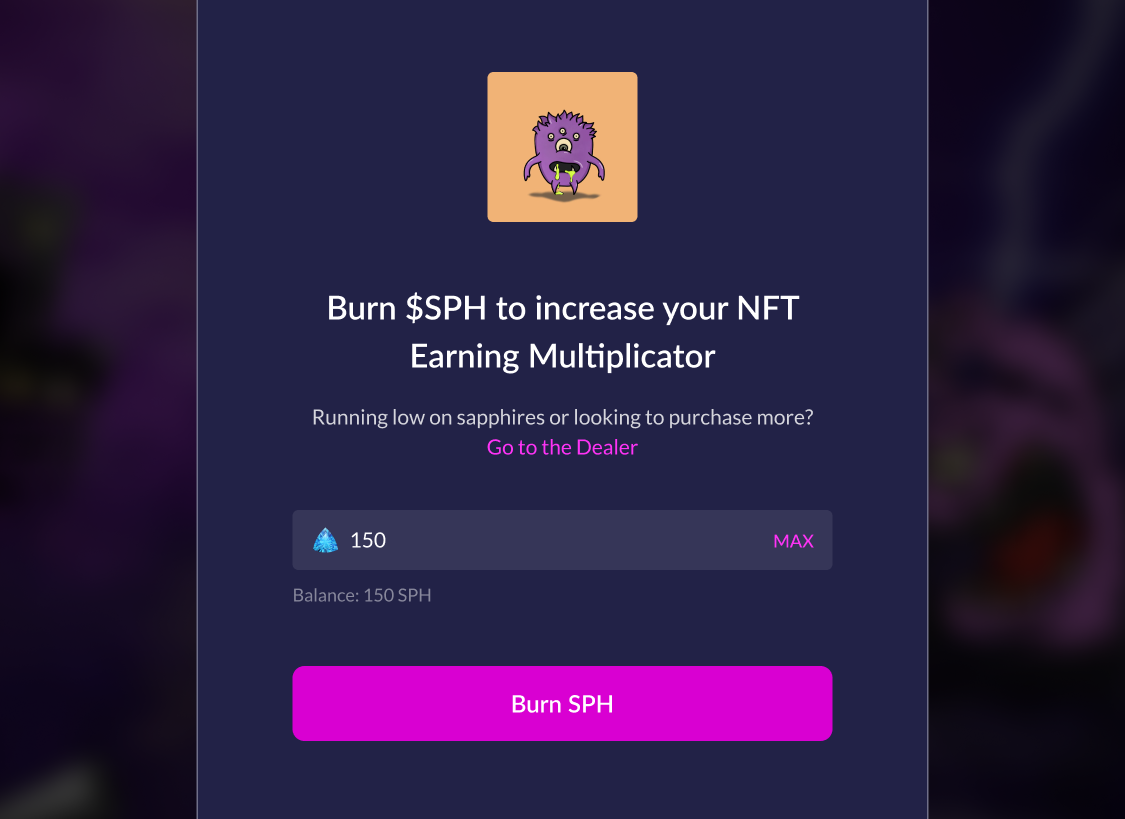 Burn $SPH to increase your NFT
Earning Multiplicator
Running low on sapphires or looking to purchase more?
Go to the Dealer
150
MAX
Balance: 150 SPH
Burn SPH